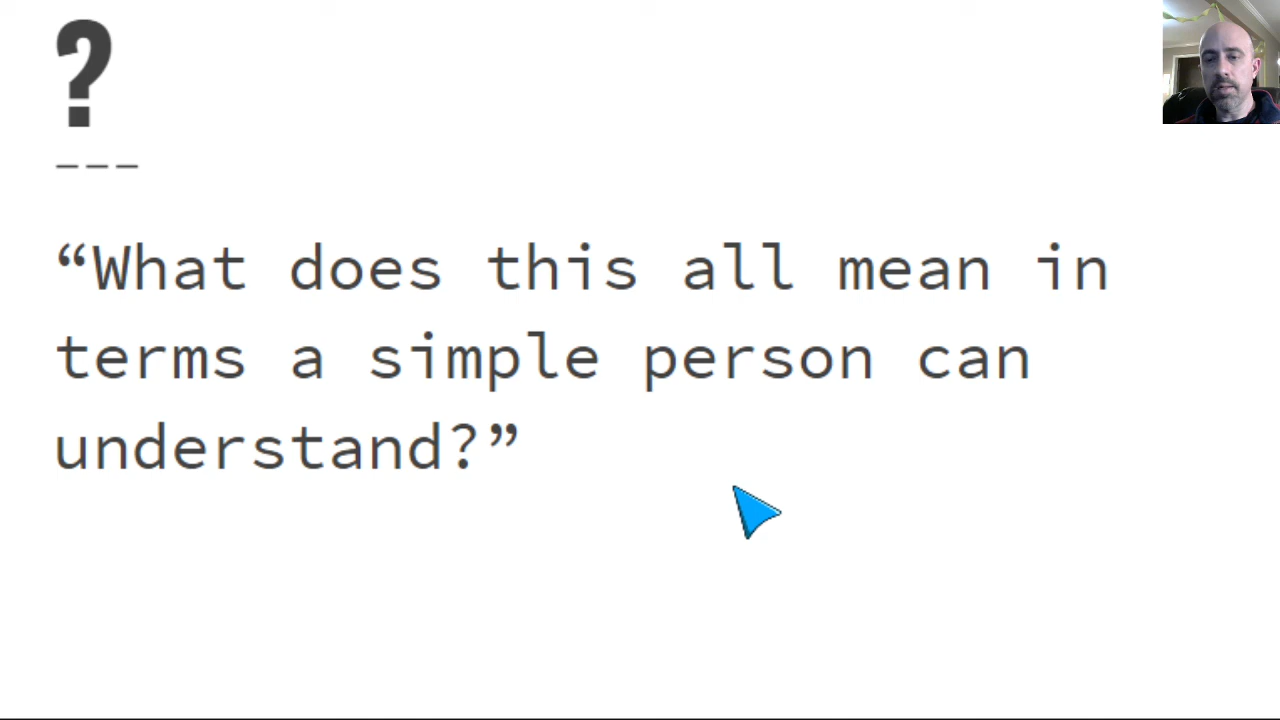 ?
---
“What does this all mean in
terms a simple person can
understand?”